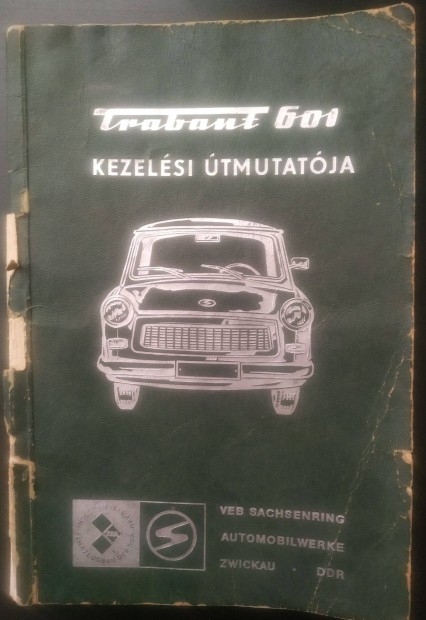 Trabant 601
KEZELÉSI ÚTMUTATÓJA
VEB SACHSENRING
AUTOMOBILWERKE
ZWICKAU · DDR